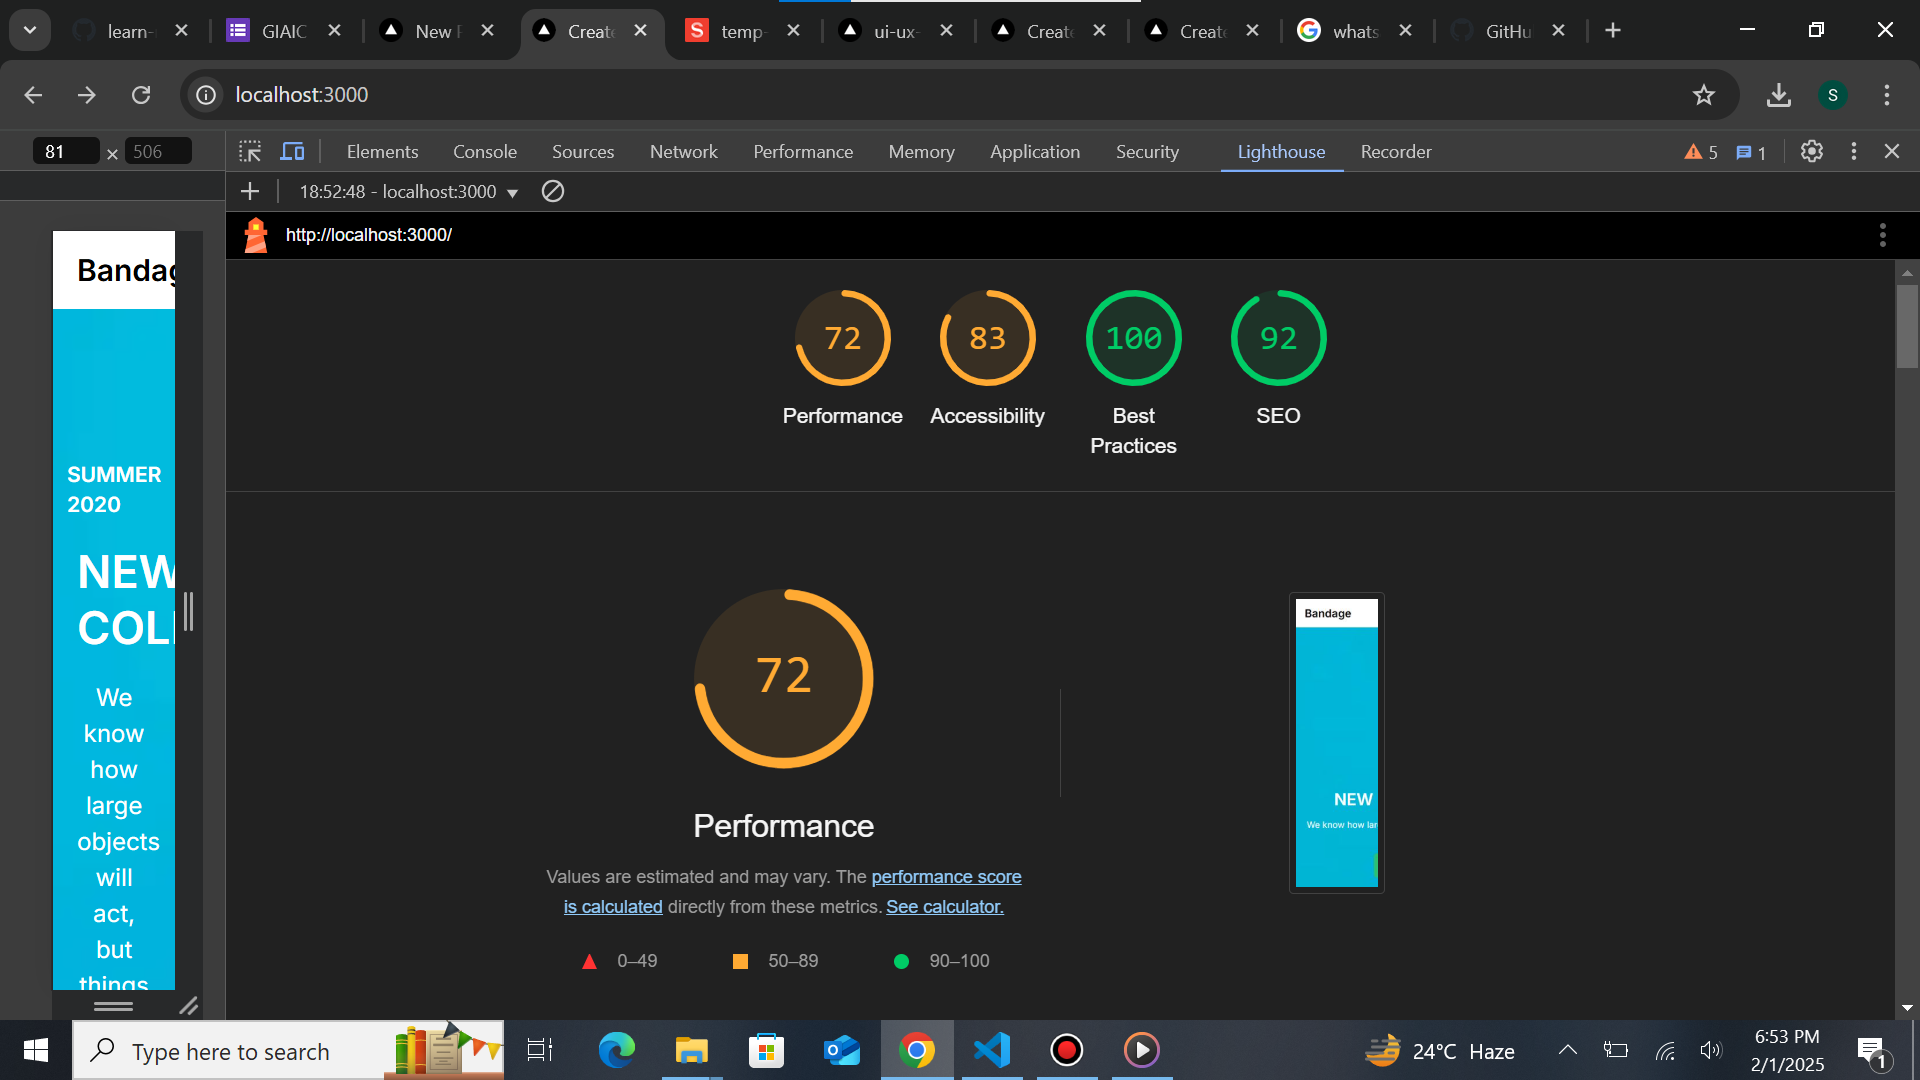 learn-
GIAIC
New P
Create
temp-
ui-ux-
Create
Create
whats
GitHu
localhost:3000
S
81 × 506
Elements Console Sources Network Performance Memory Application Security Lighthouse Recorder 5 1
18:52:48 - localhost:3000
http://localhost:3000/
Bandag
SUMMER
2020
NEW
COLL
We
know
how
large
objects
will
act,
but
things
72 83 100 92
Performance Accessibility Best
Practices SEO
72
Performance
Values are estimated and may vary. The performance score
is calculated directly from these metrics. See calculator.
0–49 50–89 90–100
Bandage
NEW
We know how lar
Type here to search
24°C Haze
6:53 PM
2/1/2025
1